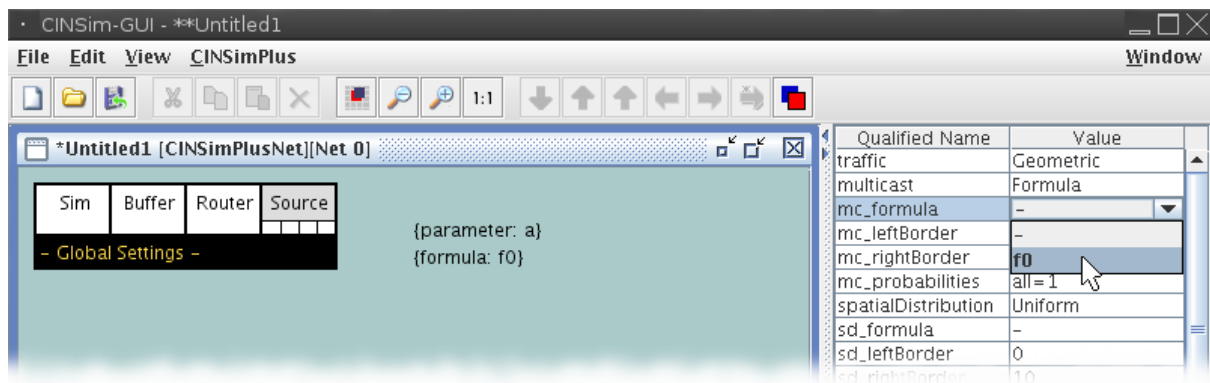 CINSim-GUI - **Untitled1
File Edit View CINSimPlus Window
1:1
*Untitled1 [CINSimPlusNet][Net 0]
Sim Buffer Router Source
- Global Settings -
{parameter: a}
{formula: f0}
Qualified Name Value
traffic Geometric
multicast Formula
mc_formula -
mc_leftBorder -
mc_rightBorder f0
mc_probabilities all=1
spatialDistribution Uniform
sd_formula -
sd_leftBorder 0
sd_rightBorder 10